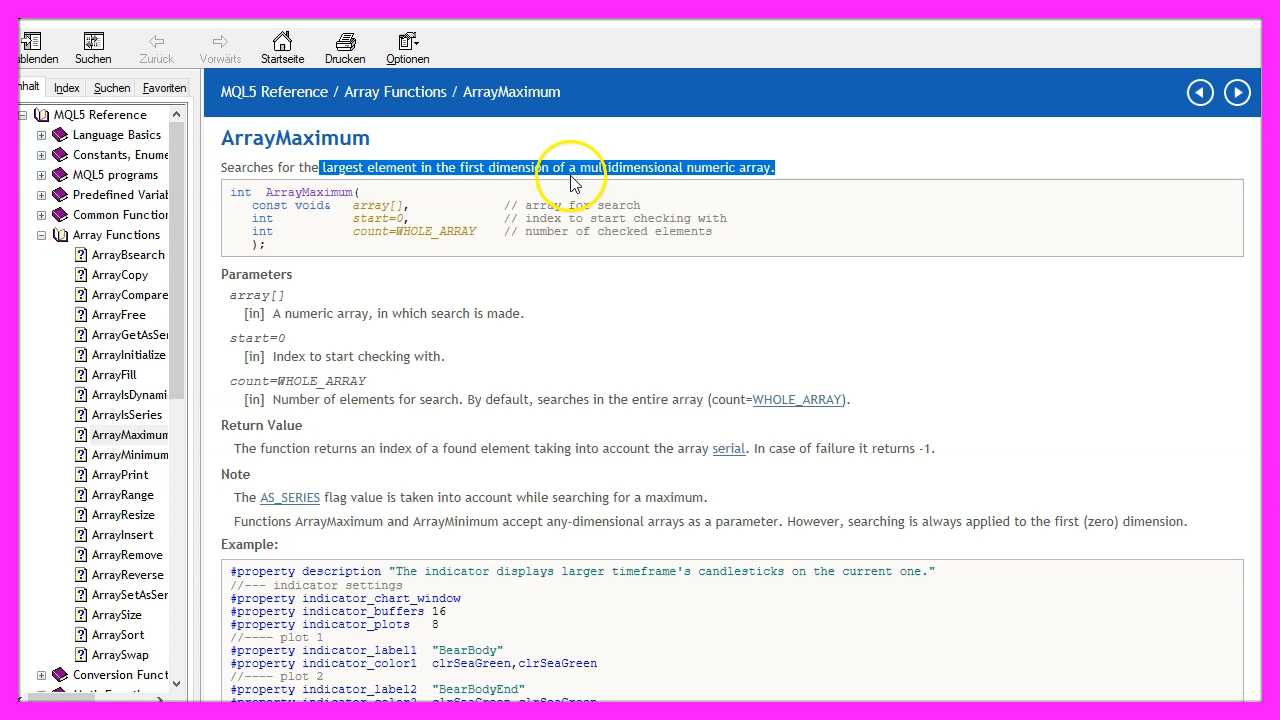 blenden Suchen Zurück Vorwärts Startseite Drucken Optionen
nhalt Index Suchen Favoriten
MQL5 Reference
Language Basics
Constants, Enume
MQL5 programs
Predefined Variab
Common Function
Array Functions
ArrayBsearch
ArrayCopy
ArrayCompare
ArrayFree
ArrayGetAsSer
ArrayInitialize
ArrayFill
ArrayIsDynami
ArrayIsSeries
ArrayMaximum
ArrayMinimum
ArrayPrint
ArrayRange
ArrayResize
ArrayInsert
ArrayRemove
ArrayReverse
ArraySetAsSer
ArraySize
ArraySort
ArraySwap
Conversion Funct
MQL5 Reference / Array Functions / ArrayMaximum
ArrayMaximum
Searches for the largest element in the first dimension of a multidimensional numeric array.
int ArrayMaximum(
const void& array[], // array for search
int start=0, // index to start checking with
int count=WHOLE_ARRAY // number of checked elements
);
Parameters
array[]
[in] A numeric array, in which search is made.
start=0
[in] Index to start checking with.
count=WHOLE_ARRAY
[in] Number of elements for search. By default, searches in the entire array (count=WHOLE_ARRAY).
Return Value
The function returns an index of a found element taking into account the array serial. In case of failure it returns -1.
Note
The AS_SERIES flag value is taken into account while searching for a maximum.
Functions ArrayMaximum and ArrayMinimum accept any-dimensional arrays as a parameter. However, searching is always applied to the first (zero) dimension.
Example:
#property description "The indicator displays larger timeframe's candlesticks on the current one."
//--- indicator settings
#property indicator_chart_window
#property indicator_buffers 16
#property indicator_plots 8
//---- plot 1
#property indicator_label1 "BearBody"
#property indicator_color1 clrSeaGreen,clrSeaGreen
//---- plot 2
#property indicator_label2 "BearBodyEnd"